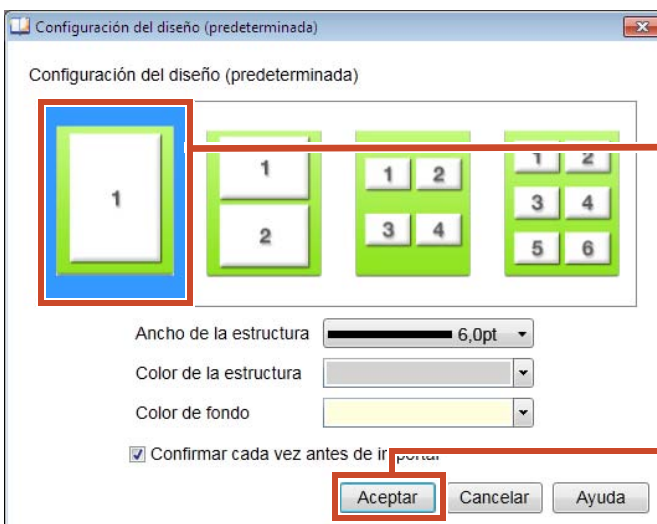 Configuración del diseño (predeterminada)
Configuración del diseño (predeterminada)
1
1
2
1 2
3 4
1 2
3 4
5 6
Ancho de la estructura 6,0pt
Color de la estructura
Color de fondo
Confirmar cada vez antes de importar
Aceptar Cancelar Ayuda